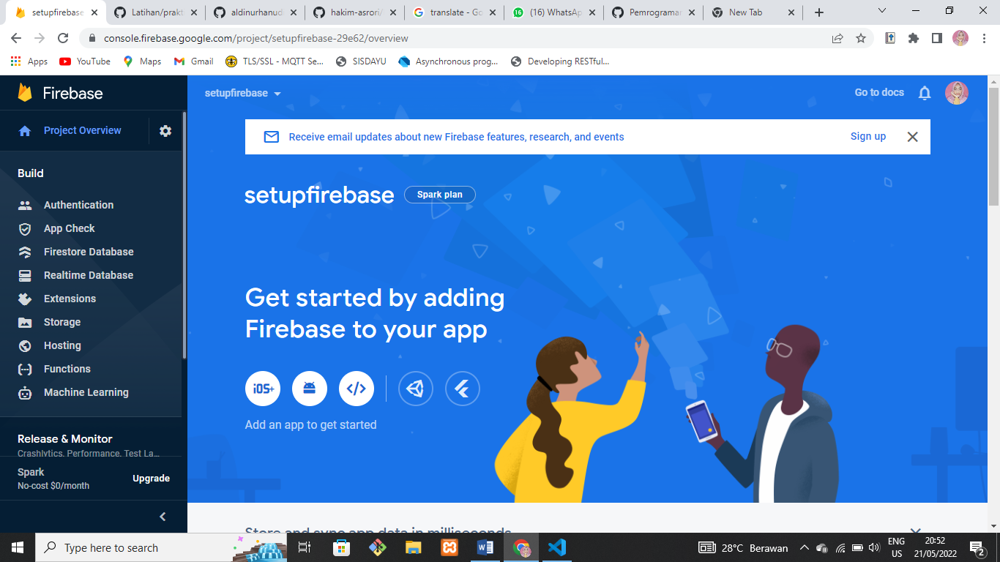 setupfirebase
Latihan/prakt
aldinurhanud
hakim-asrori/
translate - Go
(16) WhatsAp
Pemrograman
New Tab
console.firebase.google.com/project/setupfirebase-29e62/overview
Apps
YouTube
Maps
Gmail
TLS/SSL - MQTT Se...
SISDAYU
Asynchronous prog...
Developing RESTful...
Firebase
setupfirebase
Go to docs
Project Overview
Receive email updates about new Firebase features, research, and events
Sign up
Build
setupfirebase
Spark plan
Authentication
App Check
Firestore Database
Realtime Database
Extensions
Storage
Hosting
Functions
Machine Learning
Get started by adding
Firebase to your app
iOS+
Add an app to get started
Release & Monitor
Crashlytics, Performance, Test La...
Spark
No-cost $0/month
Upgrade
Store and sync app data in milliseconds
Type here to search
28°C Berawan
ENG
US
20:52
21/05/2022
2